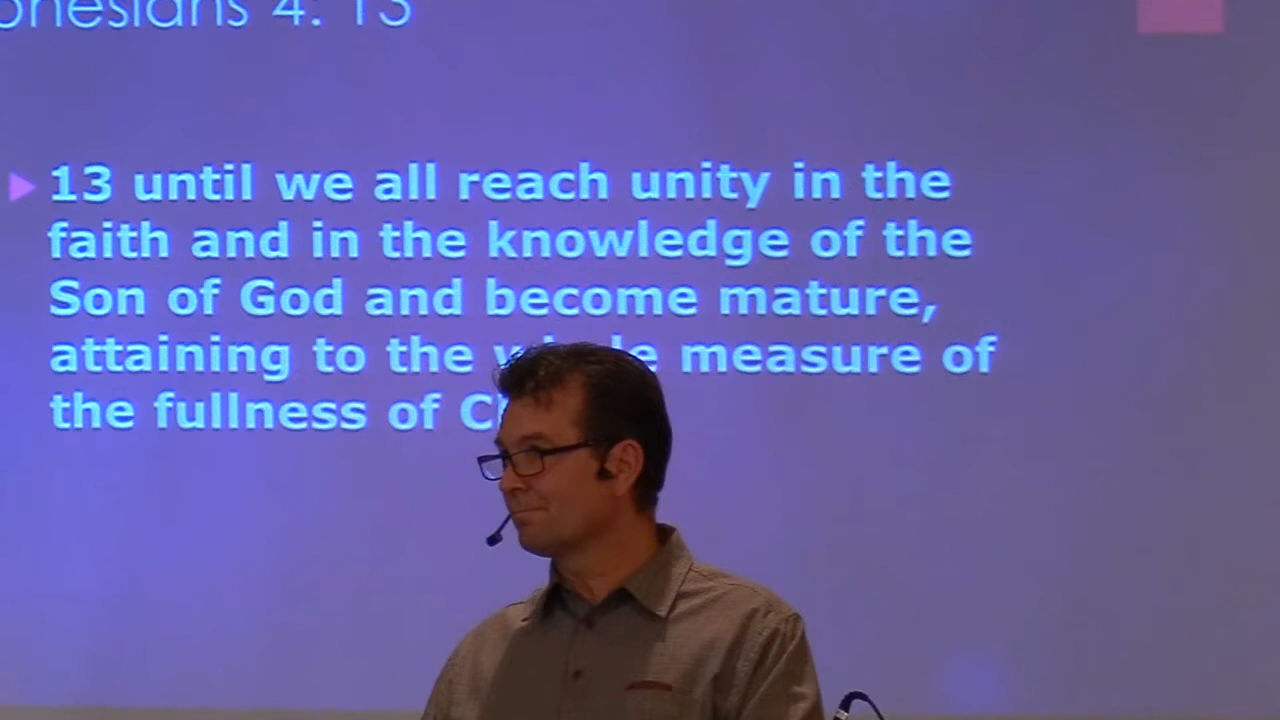 phesians 4: 13
13 until we all reach unity in the
faith and in the knowledge of the
Son of God and become mature,
attaining to the measure of
the fullness of